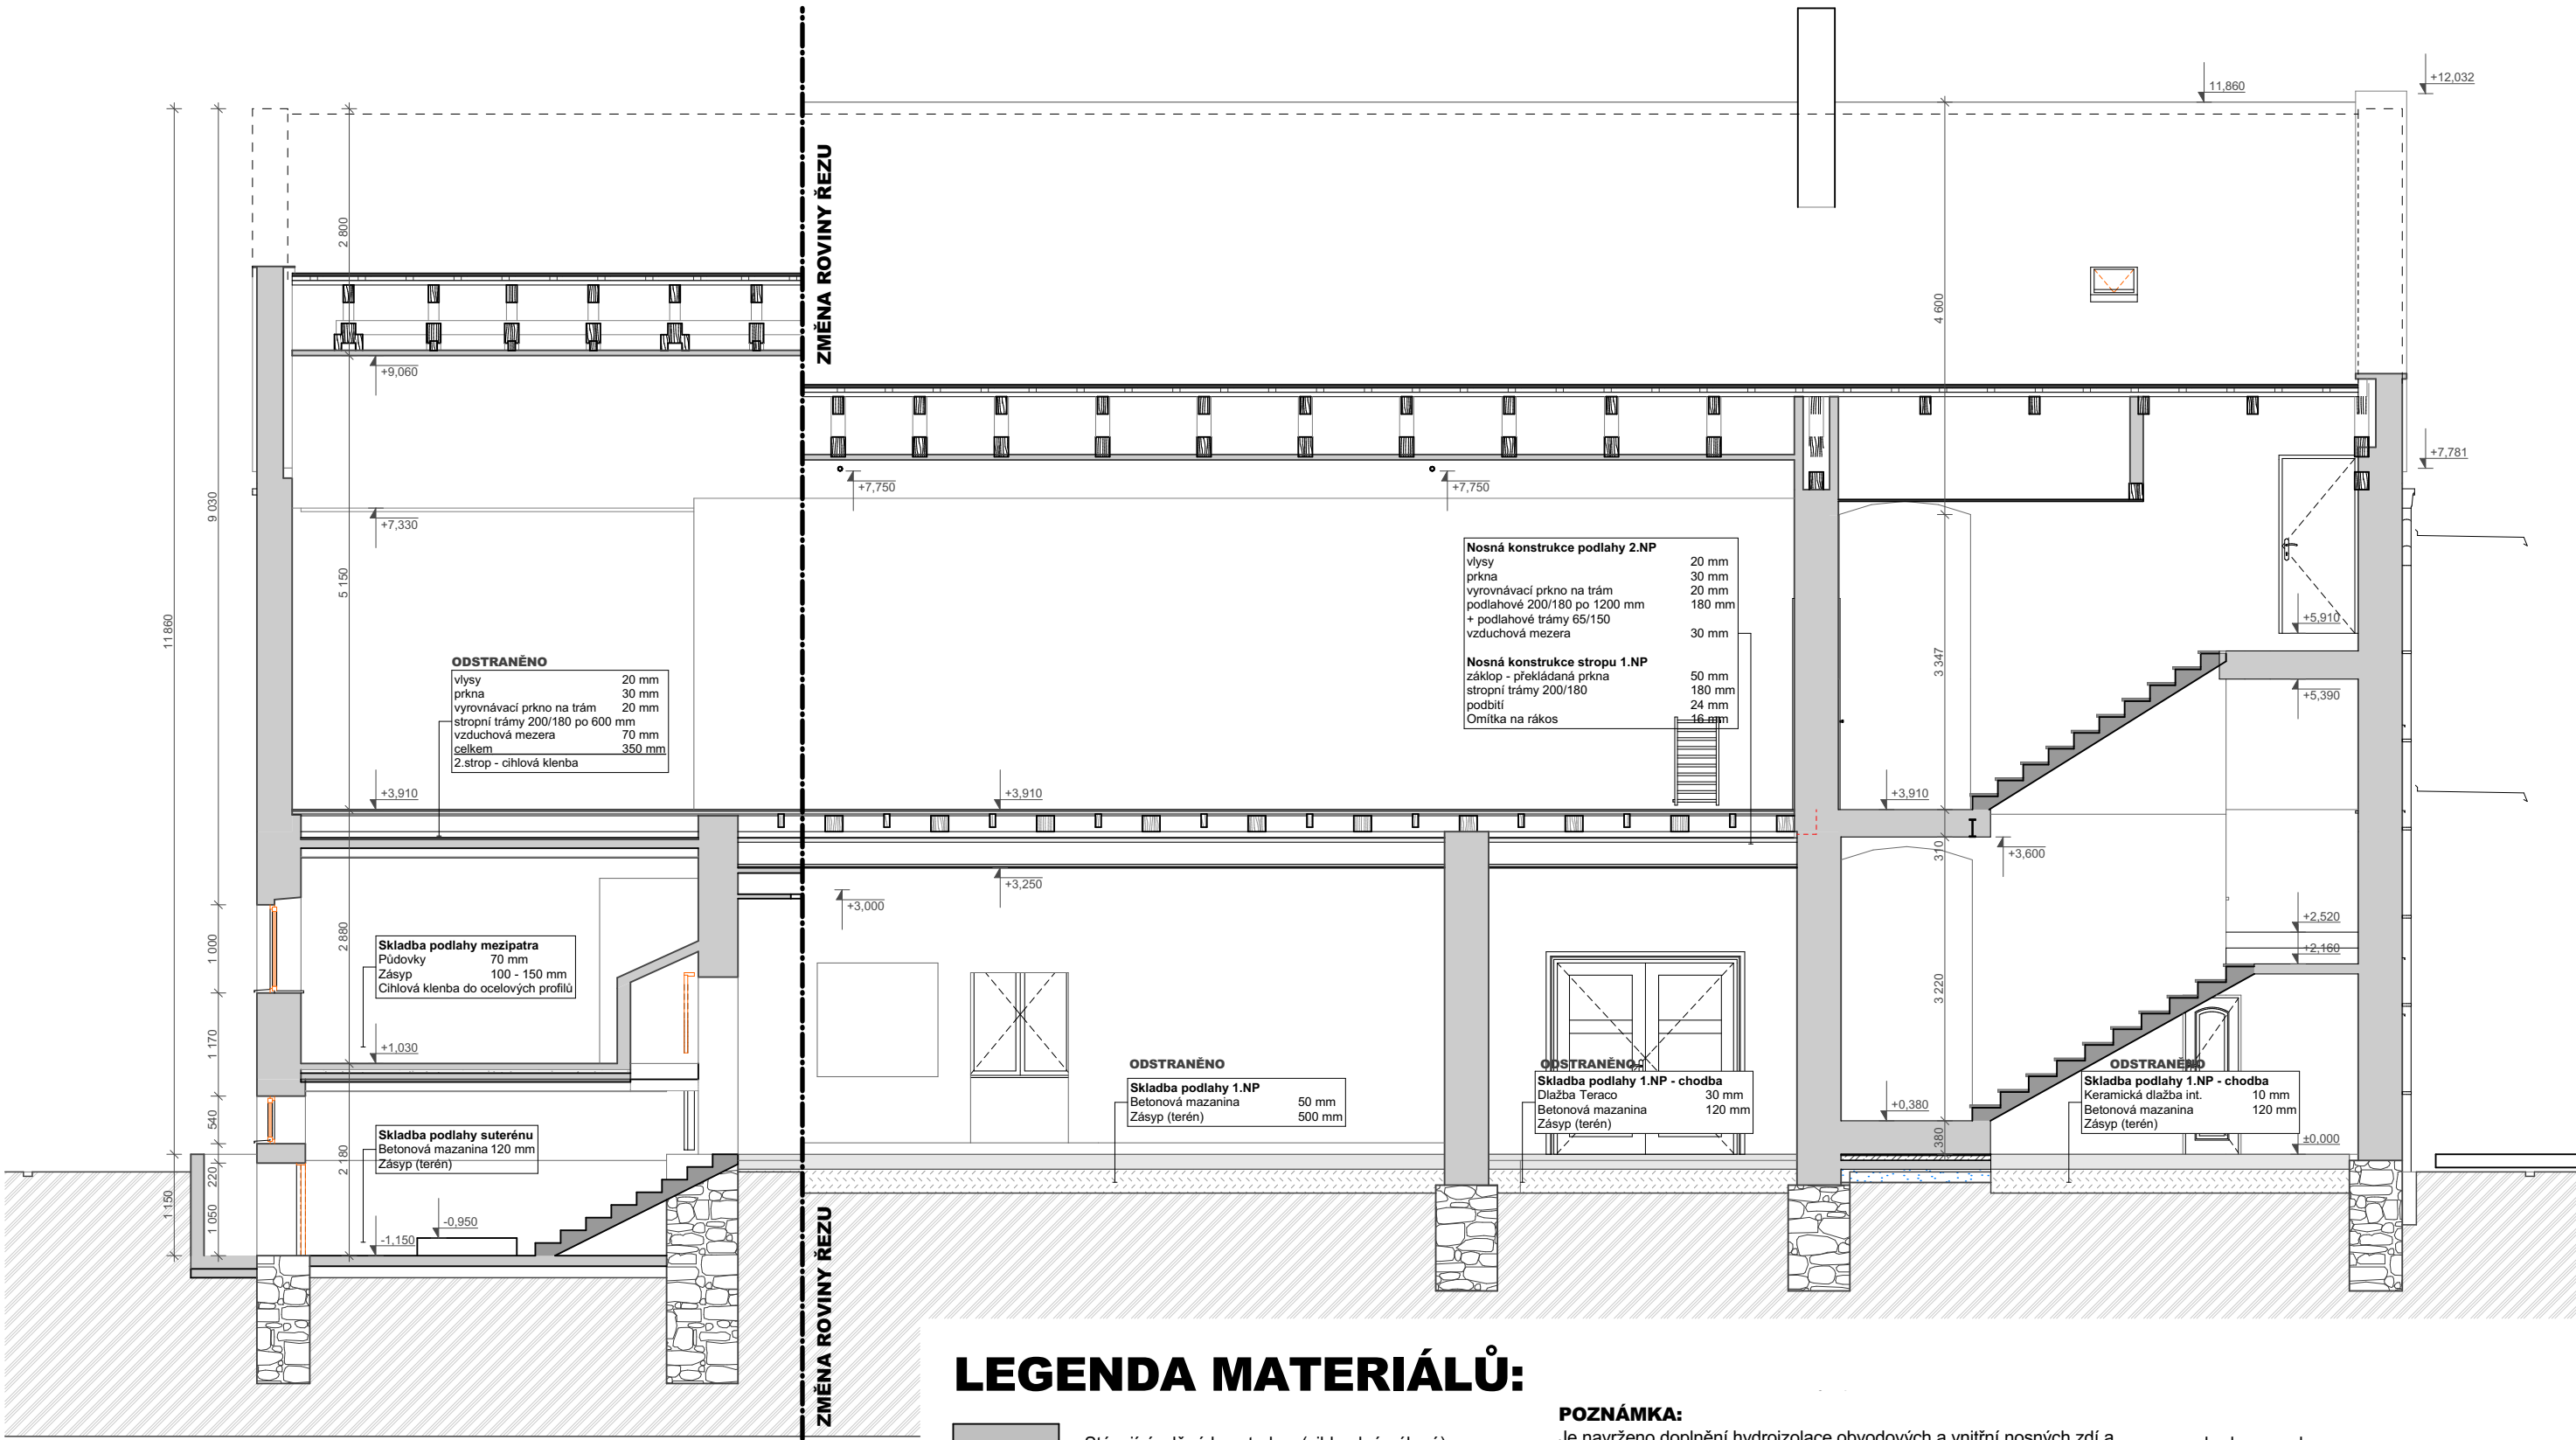 +12,032
11,860
ZMĚNA ROVINY ŘEZU
2 800
4 600
+9,060
+7,781
+7,750
+7,750
9 030
+7,330
11 860
5 150
Nosná konstrukce podlahy 2.NP
vlysy 20 mm
prkna 30 mm
vyrovnávací prkno na trám 20 mm
podlahové 200/180 po 1200 mm 180 mm
+ podlahové trámy 65/150
vzduchová mezera 30 mm
Nosná konstrukce stropu 1.NP
záklop - překládaná prkna 50 mm
stropní trámy 200/180 180 mm
podbití 24 mm
Omítka na rákos 16 mm
+5,910
3 347
+5,390
ODSTRANĚNO
vlysy 20 mm
prkna 30 mm
vyrovnávací prkno na trám 20 mm
stropní trámy 200/180 po 600 mm
vzduchová mezera 70 mm
celkem 350 mm
2.strop - cihlová klenba
+3,910
+3,910
+3,910
310
+3,600
+3,250
+3,000
+2,520
+2,160
1 000
2 880
3 220
Skladba podlahy mezipatra
Půdovky 70 mm
Zásyp 100 - 150 mm
Cihlová klenba do ocelových profilů
1 170
+1,030
ODSTRANĚNO
Skladba podlahy 1.NP
Betonová mazanina 50 mm
Zásyp (terén) 500 mm
ODSTRANĚNO
Skladba podlahy 1.NP - chodba
Dlažba Teraco 30 mm
Betonová mazanina 120 mm
Zásyp (terén)
ODSTRANĚNO
Skladba podlahy 1.NP - chodba
Keramická dlažba int. 10 mm
Betonová mazanina 120 mm
Zásyp (terén)
+0,380
380
±0,000
540
Skladba podlahy suterénu
Betonová mazanina 120 mm
Zásyp (terén)
2 180
220
1 150
1 050
-0,950
-1,150
ZMĚNA ROVINY ŘEZU
LEGENDA MATERIÁLŮ:
POZNÁMKA:
Je navrženo doplnění hydroizolace obvodových a vnitřní nosných zdí a